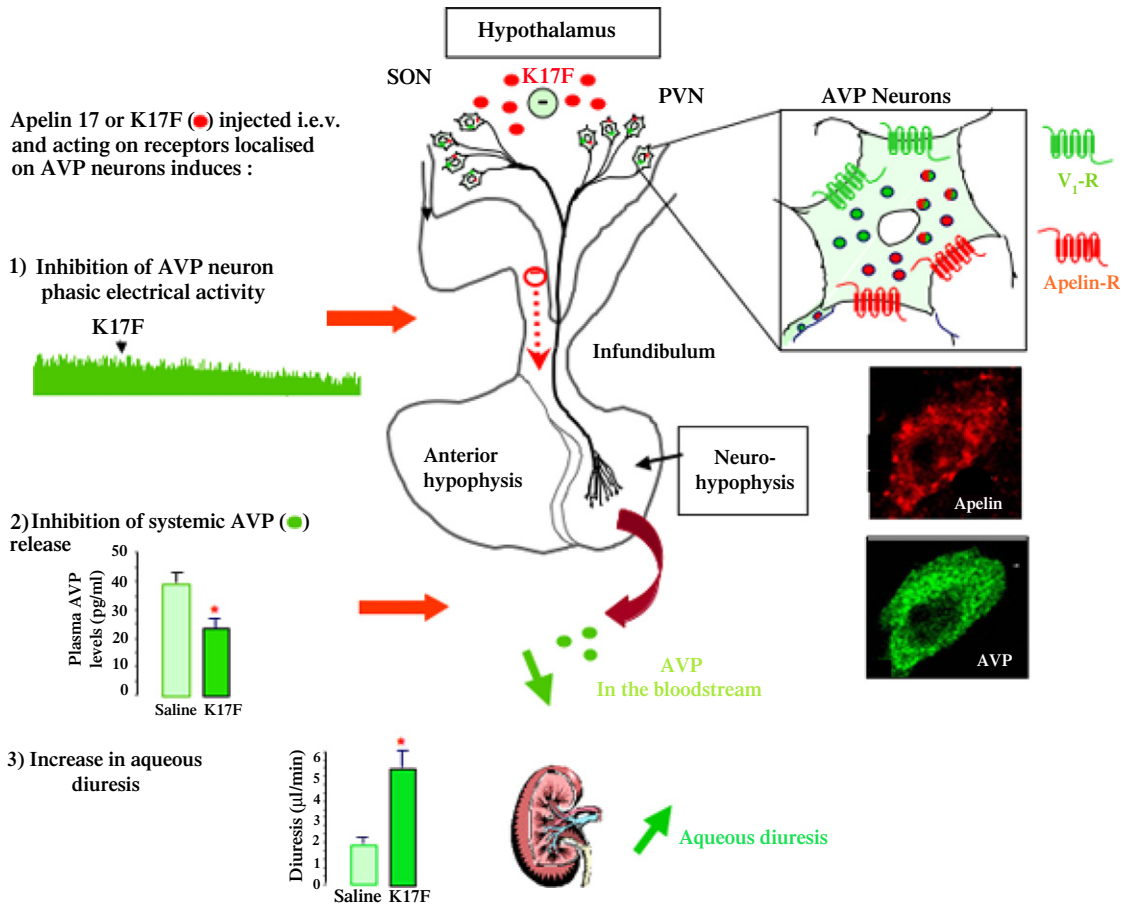 Hypothalamus
SON
K17F
PVN
AVP Neurons
Apelin 17 or K17F ( ) injected i.e.v.
and acting on receptors localised
on AVP neurons induces :
V1-R
Apelin-R
1) Inhibition of AVP neuron
phasic electrical activity
K17F
Infundibulum
Anterior
hypophysis
Neuro-
hypophysis
Apelin
2) Inhibition of systemic AVP ( )
release
Plasma AVP
levels (pg/ml)
50
40
30
20
10
0
*
Saline K17F
AVP
In the bloodstream
AVP
3) Increase in aqueous
diuresis
Diuresis (µl/min)
6
5
4
3
2
1
0
*
Saline K17F
Aqueous diuresis